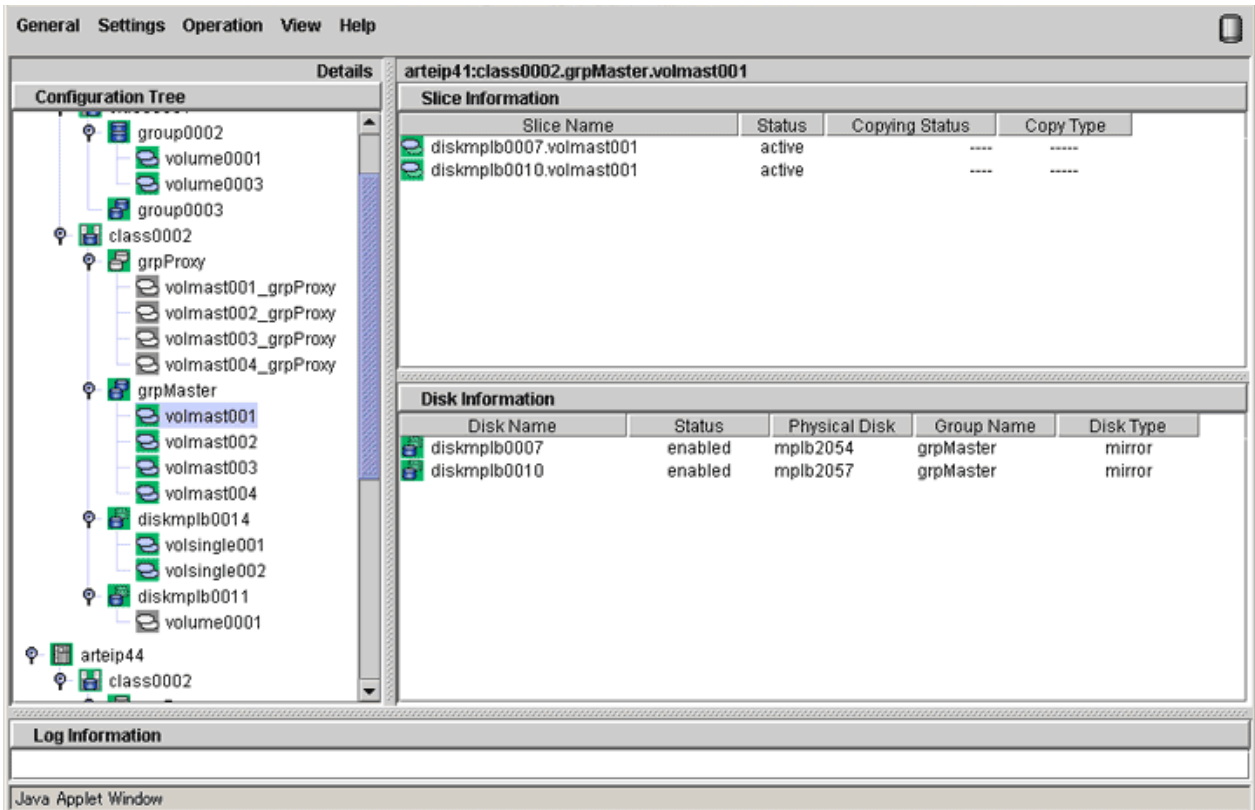 General Settings Operation View Help
Details
Configuration Tree
group0002
volume0001
volume0003
group0003
class0002
grpProxy
volmast001_grpProxy
volmast002_grpProxy
volmast003_grpProxy
volmast004_grpProxy
grpMaster
volmast001
volmast002
volmast003
volmast004
diskmplb0014
volsingle001
volsingle002
diskmplb0011
volume0001
arteip44
class0002
arteip41:class0002.grpMaster.volmast001
Slice Information
Slice Name Status Copying Status Copy Type
diskmplb0007.volmast001 active ---- -----
diskmplb0010.volmast001 active ---- -----
Disk Information
Disk Name Status Physical Disk Group Name Disk Type
diskmplb0007 enabled mplb2054 grpMaster mirror
diskmplb0010 enabled mplb2057 grpMaster mirror
Log Information
Java Applet Window